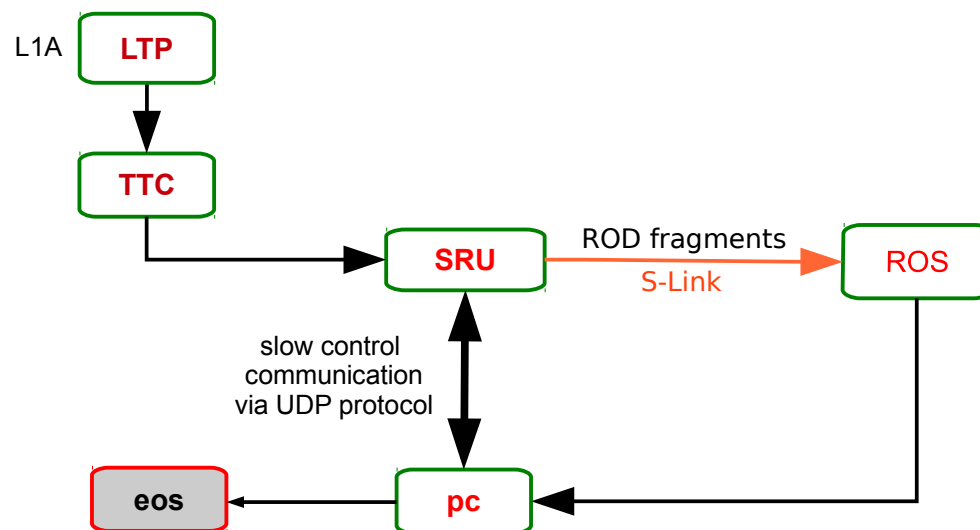 L1A
LTP
TTC
SRU
ROD fragments
S-Link
ROS
slow control
communication
via UDP protocol
eos
pc